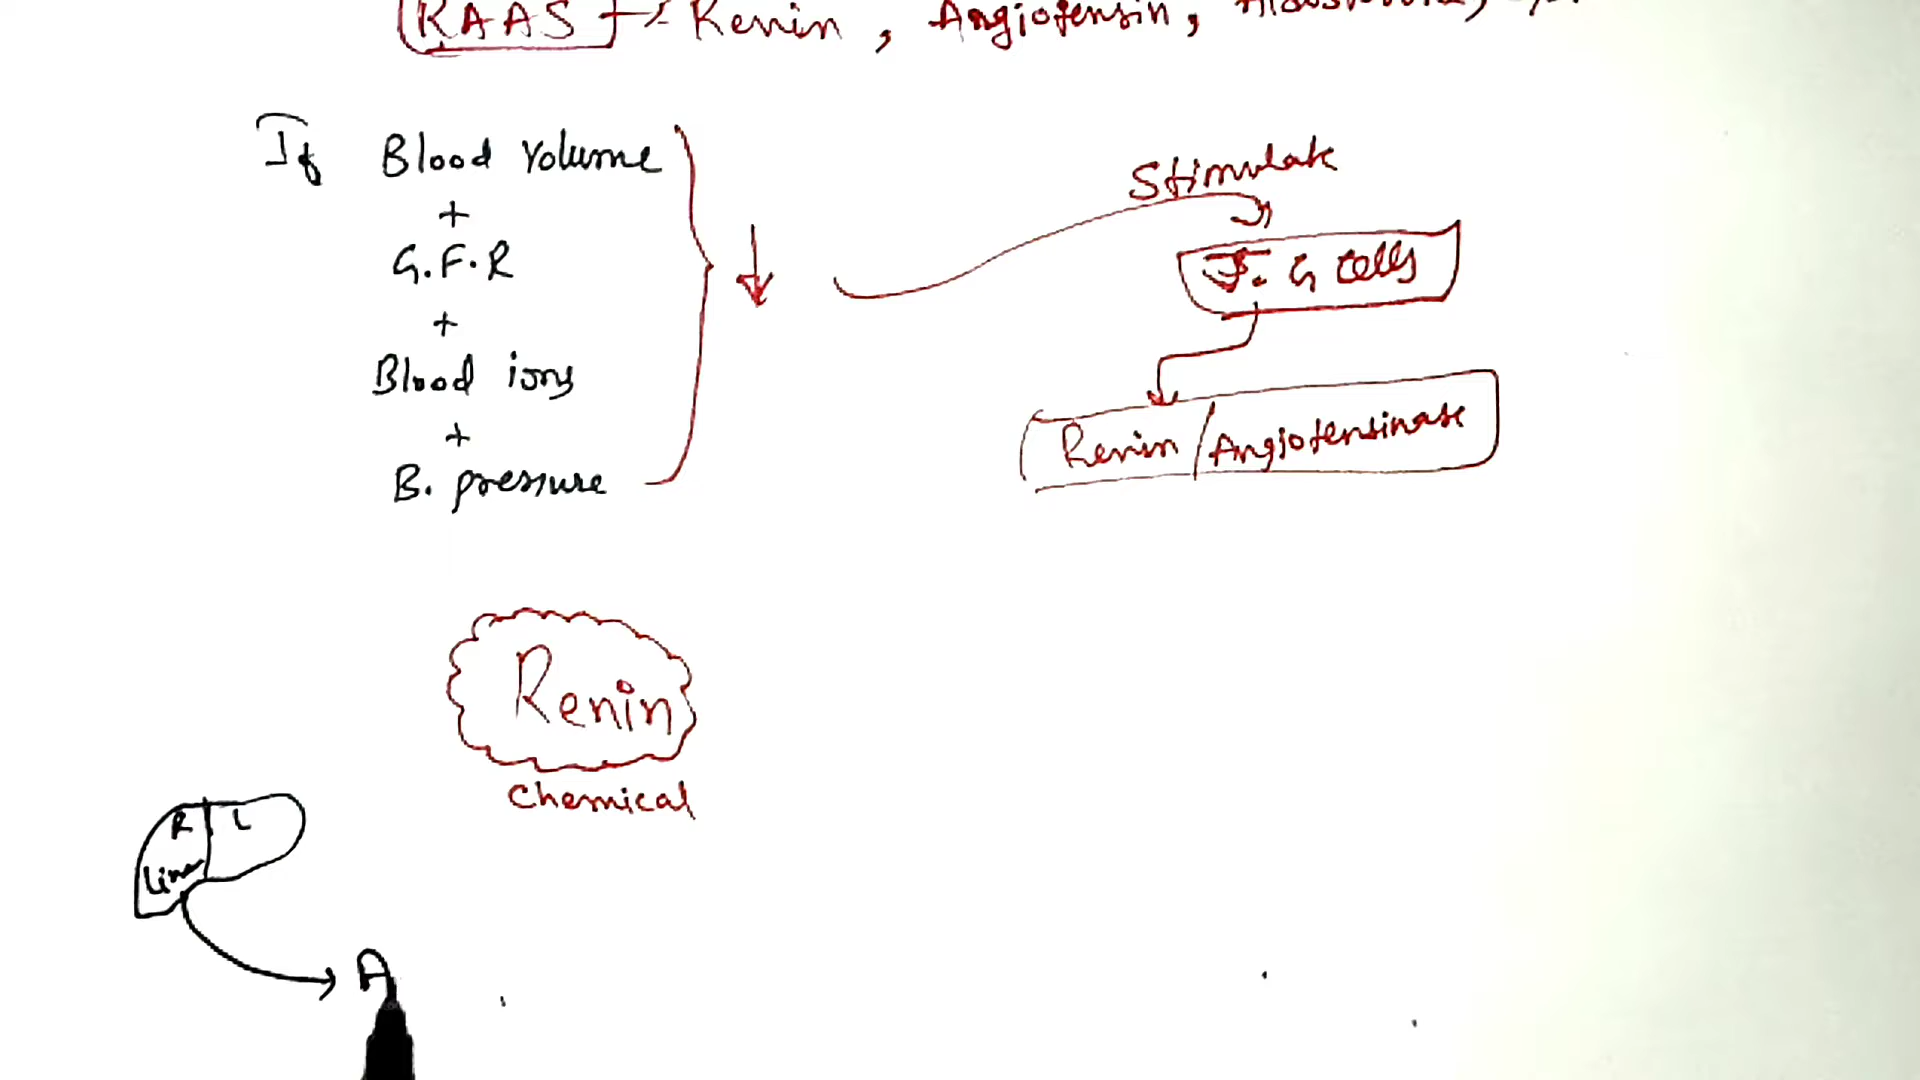 RAAS :- Renin, Angiotensin,
If Blood Volume
+
G.F.R
+
Blood ions
+
B. pressure
Stimulate
J. G cells
Renin / Angiotensinase
Renin
Chemical
R L
Liver
A